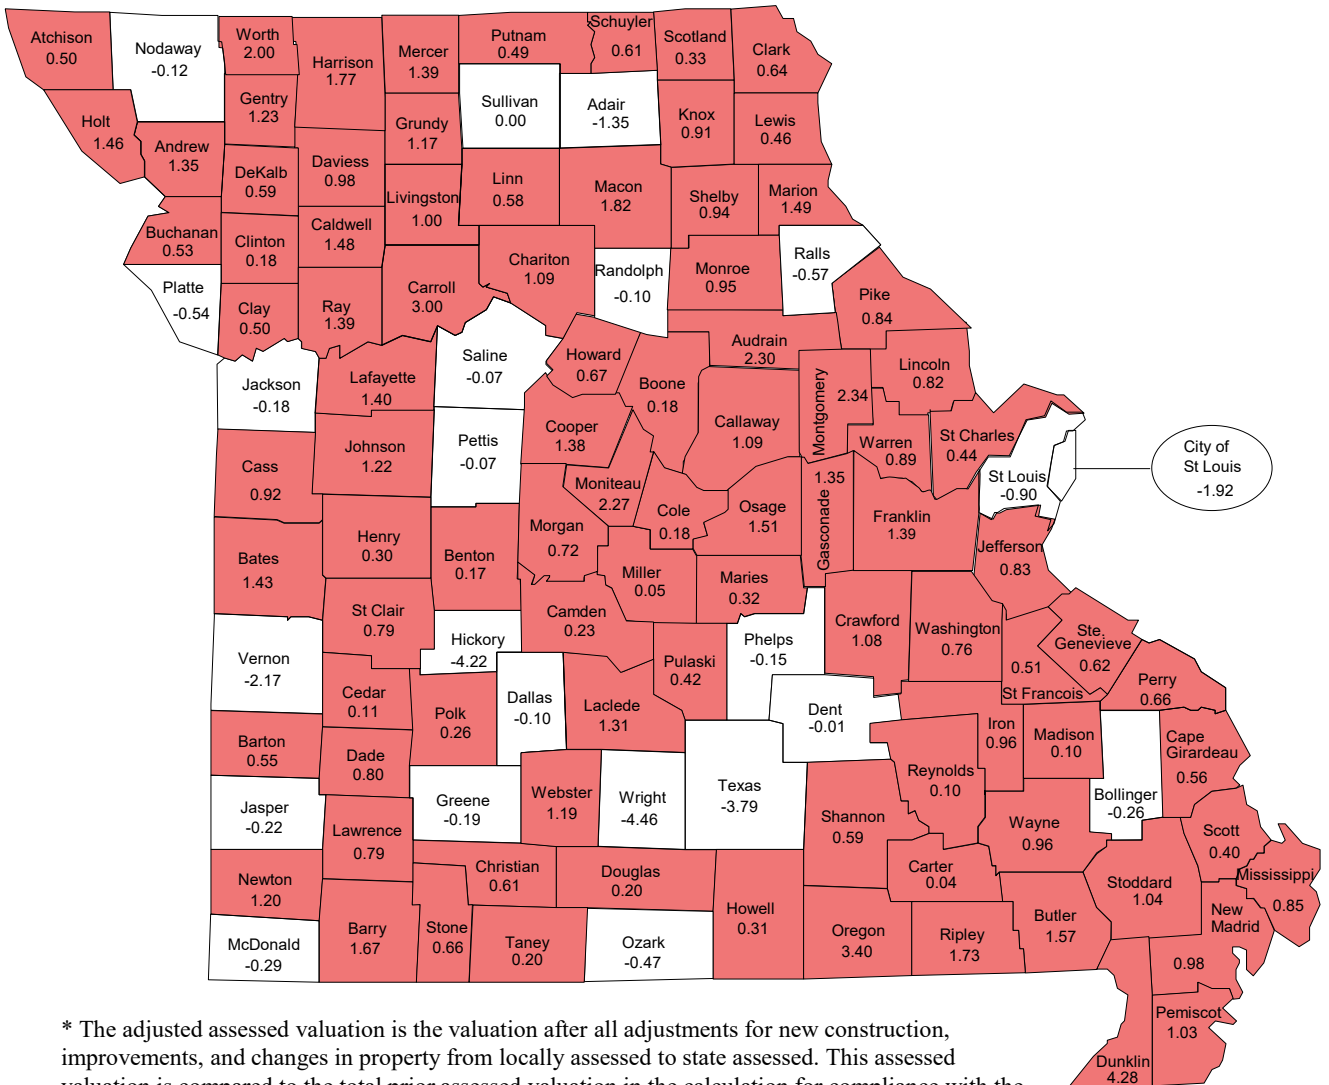 Atchison
0.50
Nodaway
-0.12
Worth
2.00
Harrison
1.77
Mercer
1.39
Putnam
0.49
Schuyler
0.61
Scotland
0.33
Clark
0.64
Holt
1.46
Andrew
1.35
Gentry
1.23
Grundy
1.17
Sullivan
0.00
Adair
-1.35
Knox
0.91
Lewis
0.46
DeKalb
0.59
Daviess
0.98
Livingston
1.00
Linn
0.58
Macon
1.82
Shelby
0.94
Marion
1.49
Buchanan
0.53
Clinton
0.18
Caldwell
1.48
Platte
-0.54
Clay
0.50
Ray
1.39
Carroll
3.00
Chariton
1.09
Randolph
-0.10
Monroe
0.95
Ralls
-0.57
Pike
0.84
Jackson
-0.18
Lafayette
1.40
Saline
-0.07
Howard
0.67
Boone
0.18
Audrain
2.30
Callaway
1.09
Montgomery
2.34
Lincoln
0.82
Warren
0.89
St Charles
0.44
St Louis
-0.90
City of
St Louis
-1.92
Cass
0.92
Johnson
1.22
Pettis
-0.07
Cooper
1.38
Moniteau
2.27
Cole
0.18
Osage
1.51
Gasconade
1.35
Franklin
1.39
Jefferson
0.83
Bates
1.43
Henry
0.30
Benton
0.17
Morgan
0.72
Miller
0.05
Maries
0.32
St Clair
0.79
Hickory
-4.22
Camden
0.23
Pulaski
0.42
Phelps
-0.15
Crawford
1.08
Washington
0.76
0.51
St Francois
Ste.
Genevieve
0.62
Perry
0.66
Vernon
-2.17
Cedar
0.11
Polk
0.26
Dallas
-0.10
Laclede
1.31
Dent
-0.01
Iron
0.96
Madison
0.10
Cape
Girardeau
0.56
Barton
0.55
Dade
0.80
Jasper
-0.22
Greene
-0.19
Webster
1.19
Wright
-4.46
Texas
-3.79
Reynolds
0.10
Bollinger
-0.26
Shannon
0.59
Wayne
0.96
Scott
0.40
Lawrence
0.79
Newton
1.20
Christian
0.61
Douglas
0.20
Carter
0.04
Stoddard
1.04
Mississippi
0.85
McDonald
-0.29
Barry
1.67
Stone
0.66
Taney
0.20
Ozark
-0.47
Howell
0.31
Oregon
3.40
Ripley
1.73
Butler
1.57
New
Madrid
0.98
Pemiscot
1.03
Dunklin
4.28
* The adjusted assessed valuation is the valuation after all adjustments for new construction,
improvements, and changes in property from locally assessed to state assessed. This assessed
valuation is compared to the total prior assessed valuation in the calculation for compliance with the